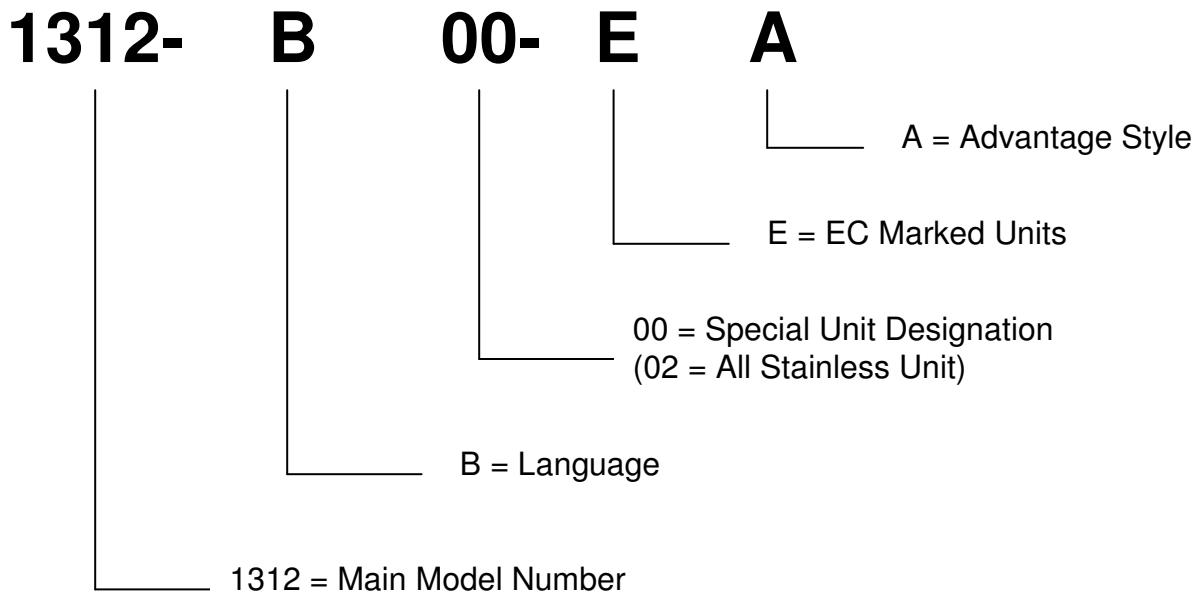 1312- B 00- E A
A = Advantage Style
E = EC Marked Units
00 = Special Unit Designation
(02 = All Stainless Unit)
B = Language
1312 = Main Model Number